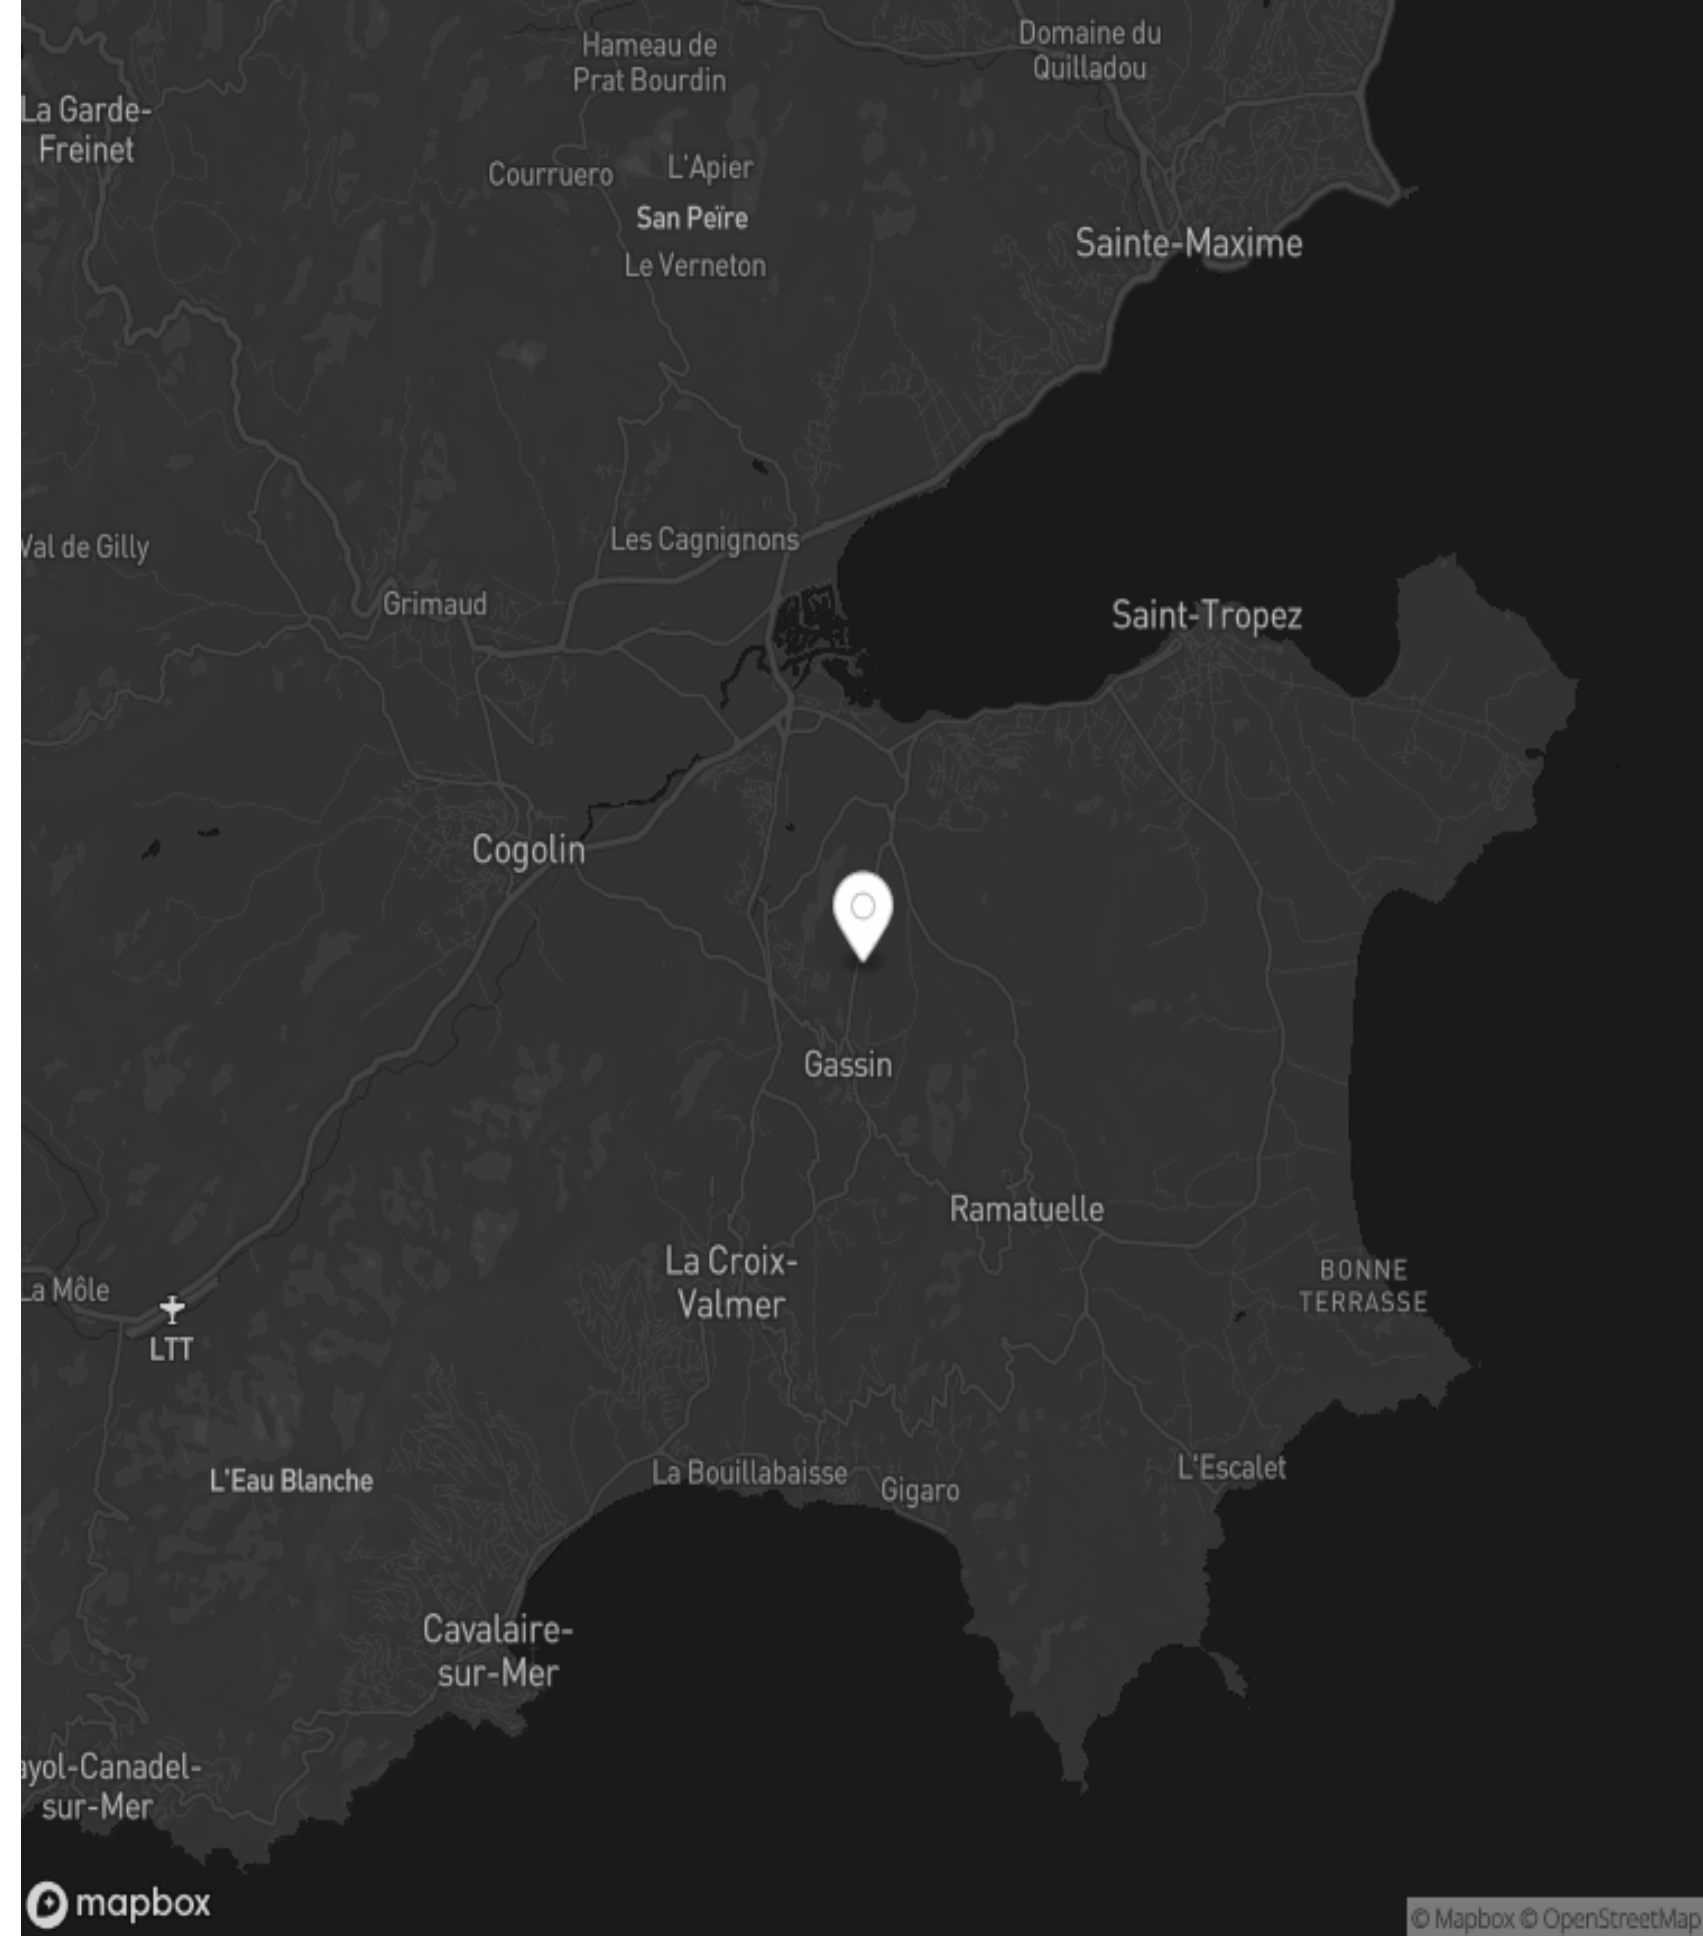 Domaine du
Quilladou
Hameau de
Prat Bourdin
La Garde-
Freinet
L'Apier
Courruero
San Peïre
Sainte-Maxime
Le Verneton
Les Cagnignons
Val de Gilly
Grimaud
Saint-Tropez
Cogolin
Gassin
Ramatuelle
La Croix-
Valmer
BONNE
TERRASSE
La Môle
LTT
L'Eau Blanche
La Bouillabaisse
Gigaro
L'Escalet
Cavalaire-
sur-Mer
ayol-Canadel-
sur-Mer
mapbox
© Mapbox © OpenStreetMap